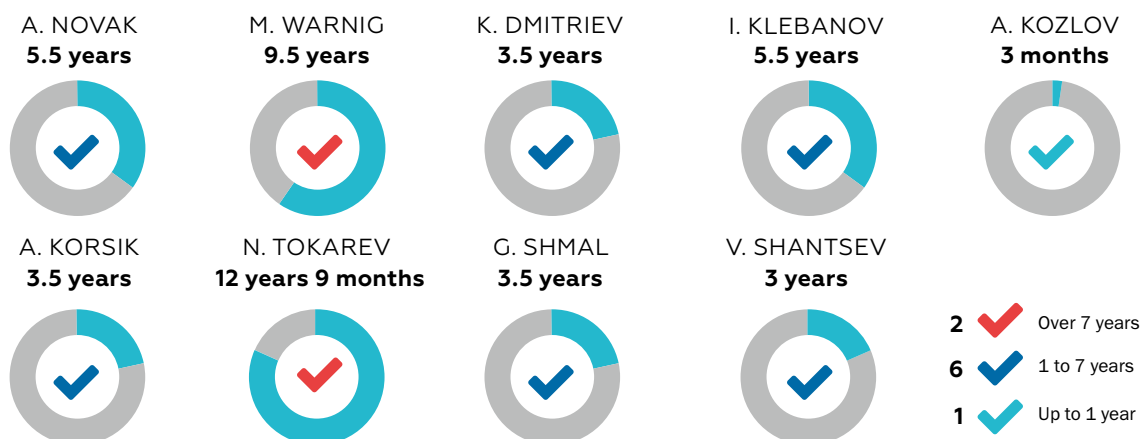 A. NOVAK
5.5 years
M. WARNIG
9.5 years
K. DMITRIEV
3.5 years
I. KLEBANOV
5.5 years
A. KOZLOV
3 months
A. KORSIK
3.5 years
N. TOKAREV
12 years 9 months
G. SHMAL
3.5 years
V. SHANTSEV
3 years
2 Over 7 years
6 1 to 7 years
1 Up to 1 year